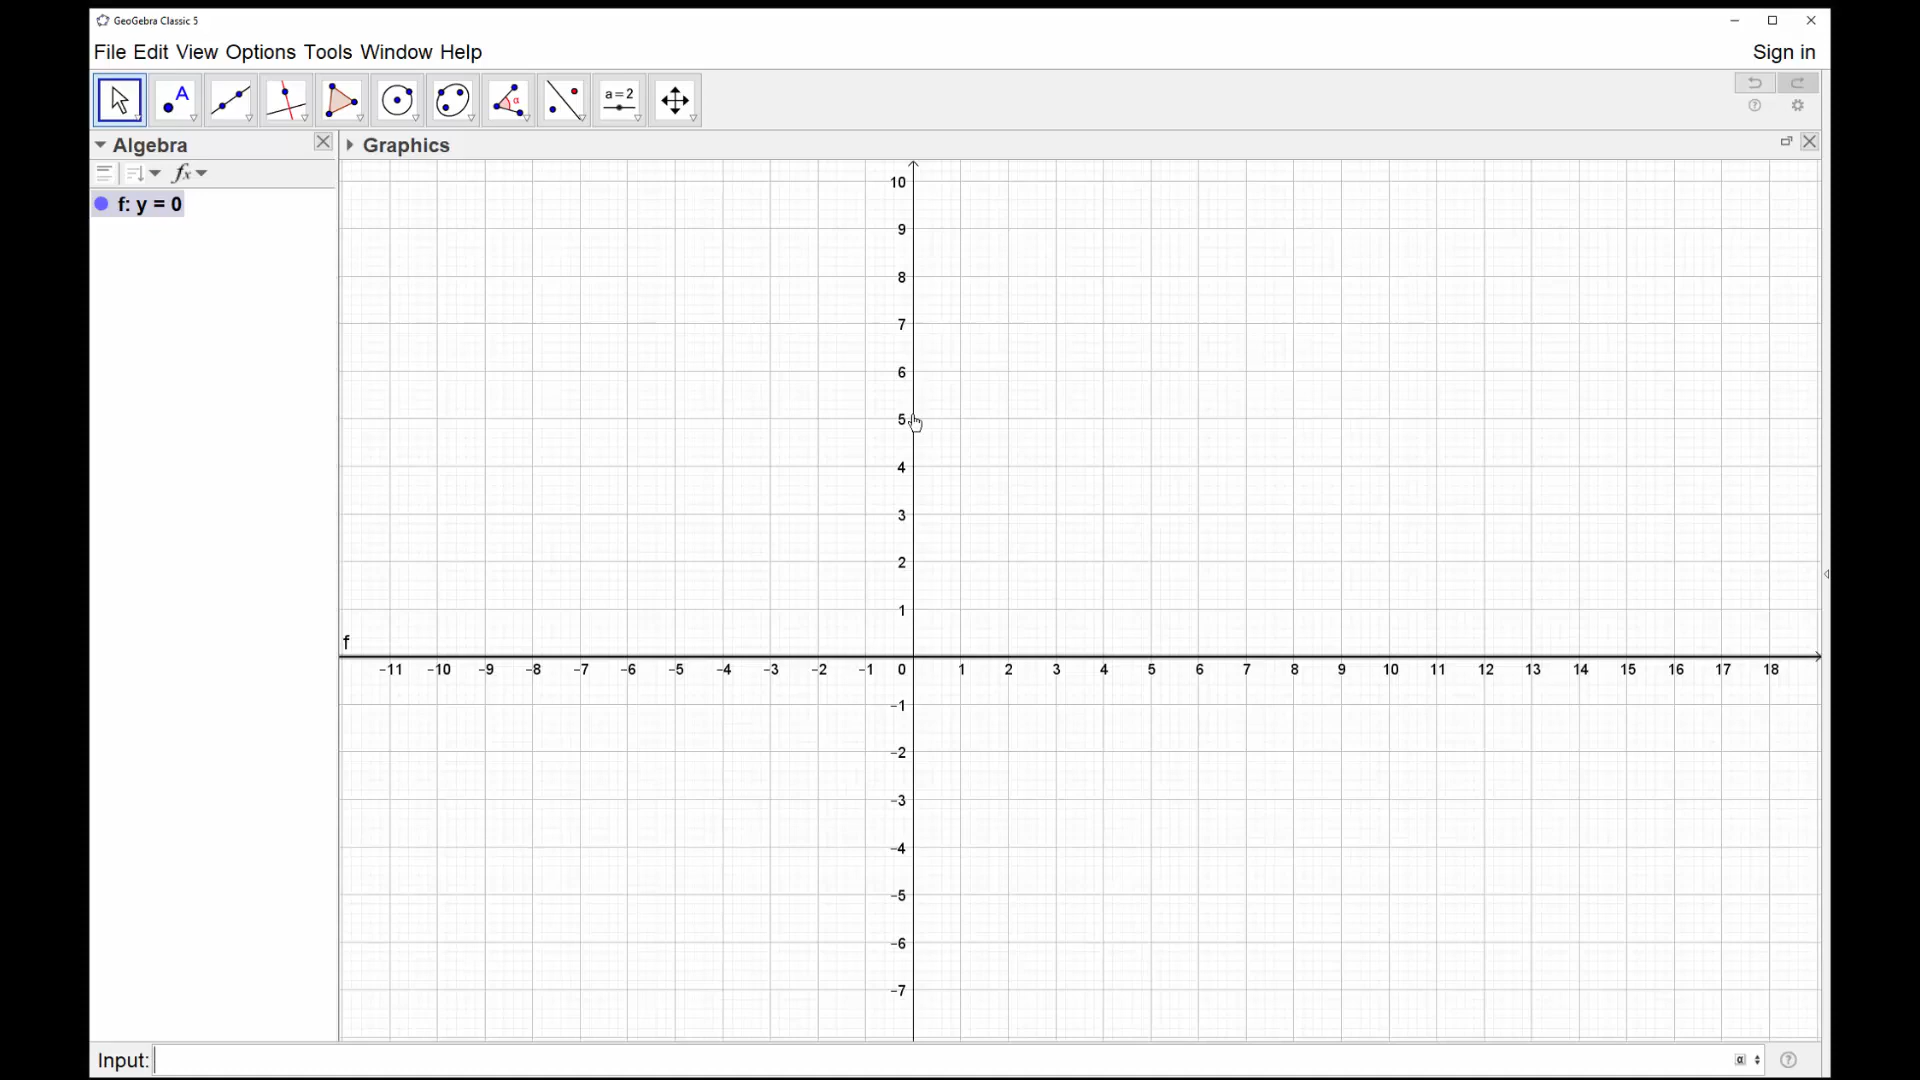 GeoGebra Classic 5
File Edit View Options Tools Window Help
Sign in
A
α
a=2
Algebra
Graphics
fx
f: y = 0
10
9
8
7
6
5
4
3
2
1
f
−11 −10 −9 −8 −7 −6 −5 −4 −3 −2 −1 0 1 2 3 4 5 6 7 8 9 10 11 12 13 14 15 16 17 18
−1
−2
−3
−4
−5
−6
−7
Input:
α